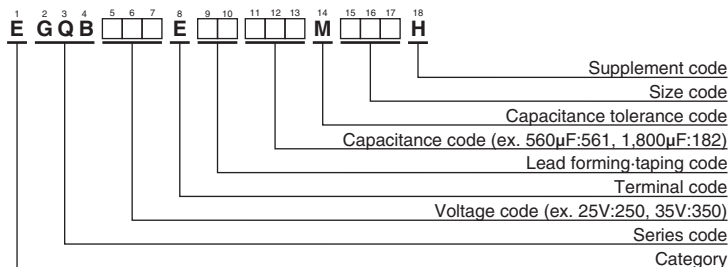 1 2 3 4 5 6 7 8 9 10 11 12 13 14 15 16 17 18
E GQB E M H
Supplement code
Size code
Capacitance tolerance code
Capacitance code (ex. 560μF:561, 1,800μF:182)
Lead forming·taping code
Terminal code
Voltage code (ex. 25V:250, 35V:350)
Series code
Category